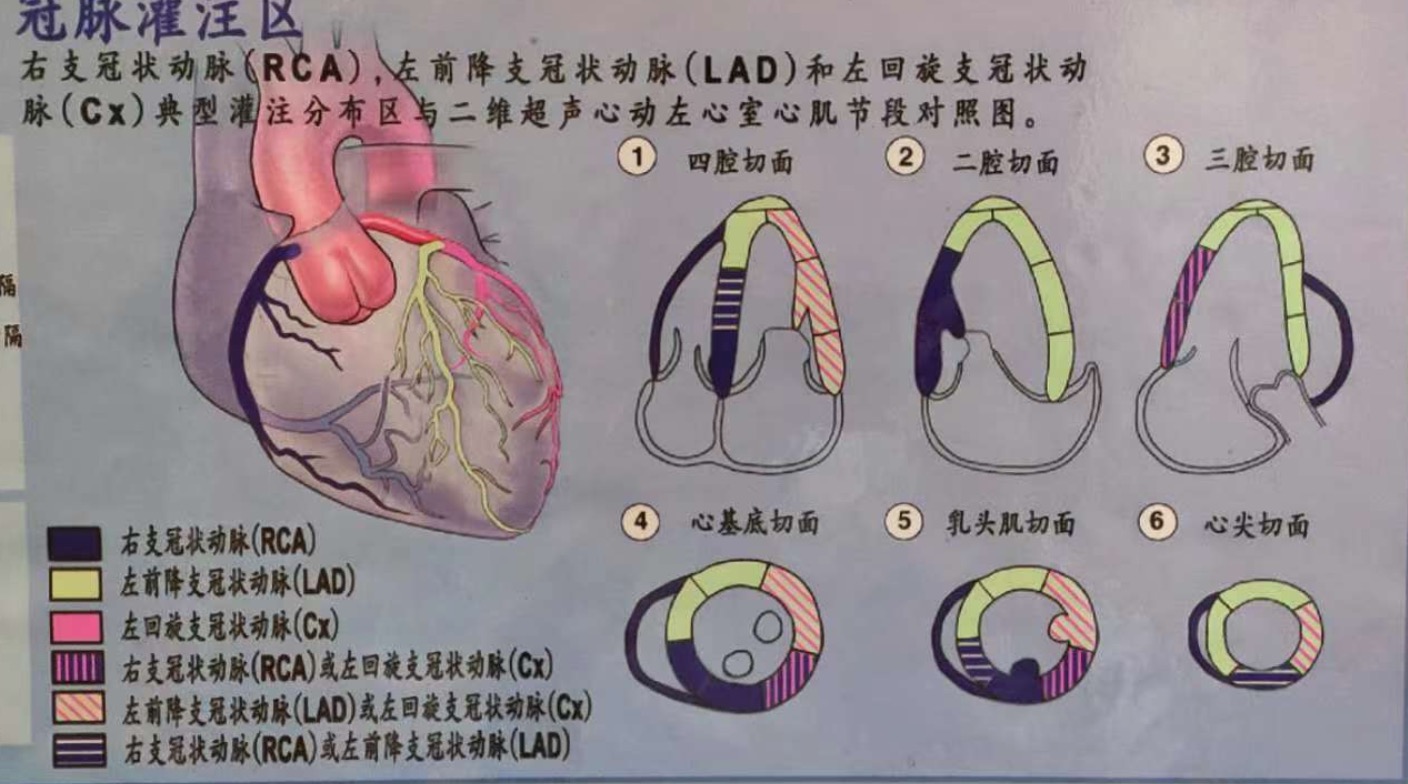 冠脉灌注区
右支冠状动脉(RCA),左前降支冠状动脉(LAD)和左回旋支冠状动
脉(Cx)典型灌注分布区与二维超声心动左心室心肌节段对照图。
1 四腔切面
2 二腔切面
3 三腔切面
隔
隔
4 心基底切面
5 乳头肌切面
6 心尖切面
右支冠状动脉(RCA)
左前降支冠状动脉(LAD)
左回旋支冠状动脉(Cx)
右支冠状动脉(RCA)或左回旋支冠状动脉(Cx)
左前降支冠状动脉(LAD)或左回旋支冠状动脉(Cx)
右支冠状动脉(RCA)或左前降支冠状动脉(LAD)